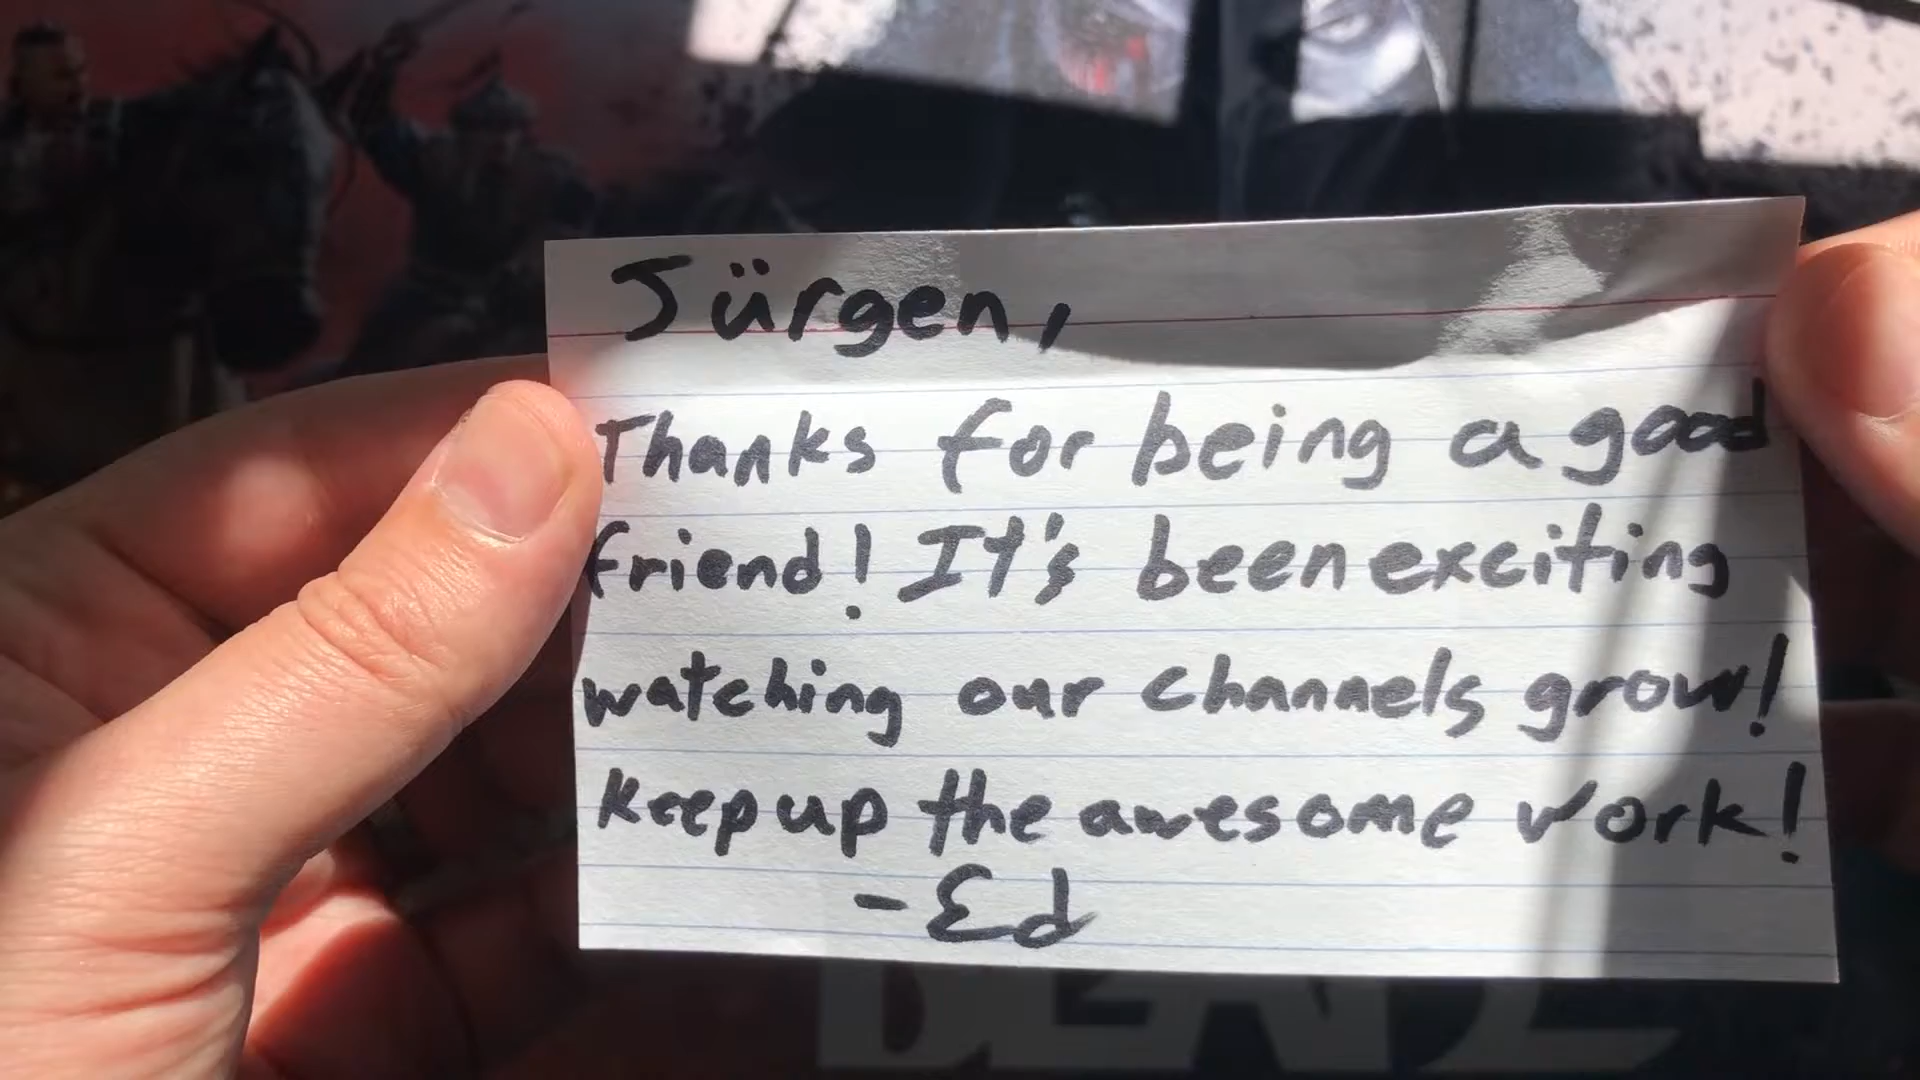 Jürgen,
Thanks for being a good
friend! It's been exciting
watching our channels grow!
Keep up the awesome work!
-Ed